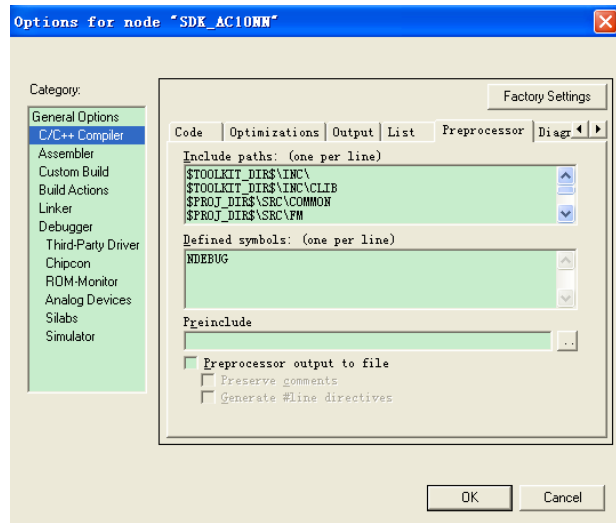 Options for node "SDK_AC10NN"
Category:
General Options
C/C++ Compiler
Assembler
Custom Build
Build Actions
Linker
Debugger
Third-Party Driver
Chipcon
ROM-Monitor
Analog Devices
Silabs
Simulator
Factory Settings
Code Optimizations Output List Preprocessor Diagr
Include paths: (one per line)
$TOOLKIT_DIR$\INC\
$TOOLKIT_DIR$\INC\CLIB
$PROJ_DIR$\SRC\COMMON
$PROJ_DIR$\SRC\FM
Defined symbols: (one per line)
NDEBUG
Preinclude
..
Preprocessor output to file
Preserve comments
Generate #line directives
OK Cancel